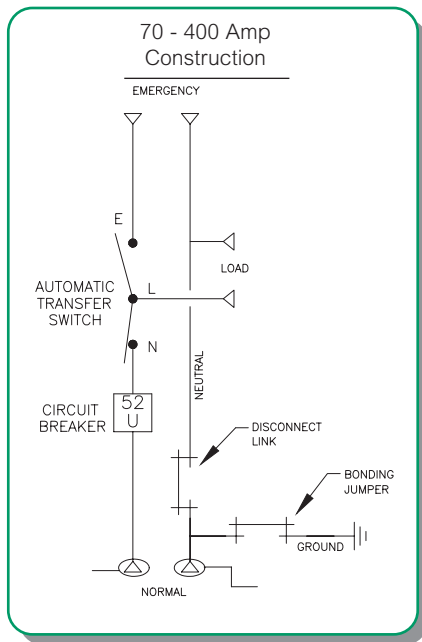 70 - 400 Amp
Construction
EMERGENCY
E
LOAD
L
AUTOMATIC
TRANSFER
SWITCH
N
NEUTRAL
52
U
CIRCUIT
BREAKER
DISCONNECT
LINK
BONDING
JUMPER
GROUND
NORMAL